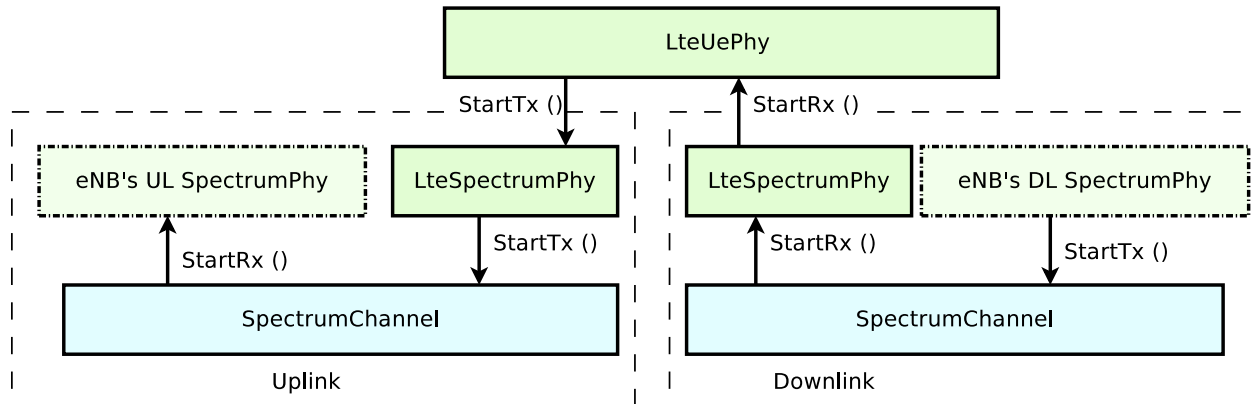 LteUePhy
StartTx ()
StartRx ()
eNB's UL SpectrumPhy
LteSpectrumPhy
LteSpectrumPhy
eNB's DL SpectrumPhy
StartRx ()
StartTx ()
StartRx ()
StartTx ()
SpectrumChannel
SpectrumChannel
Uplink
Downlink